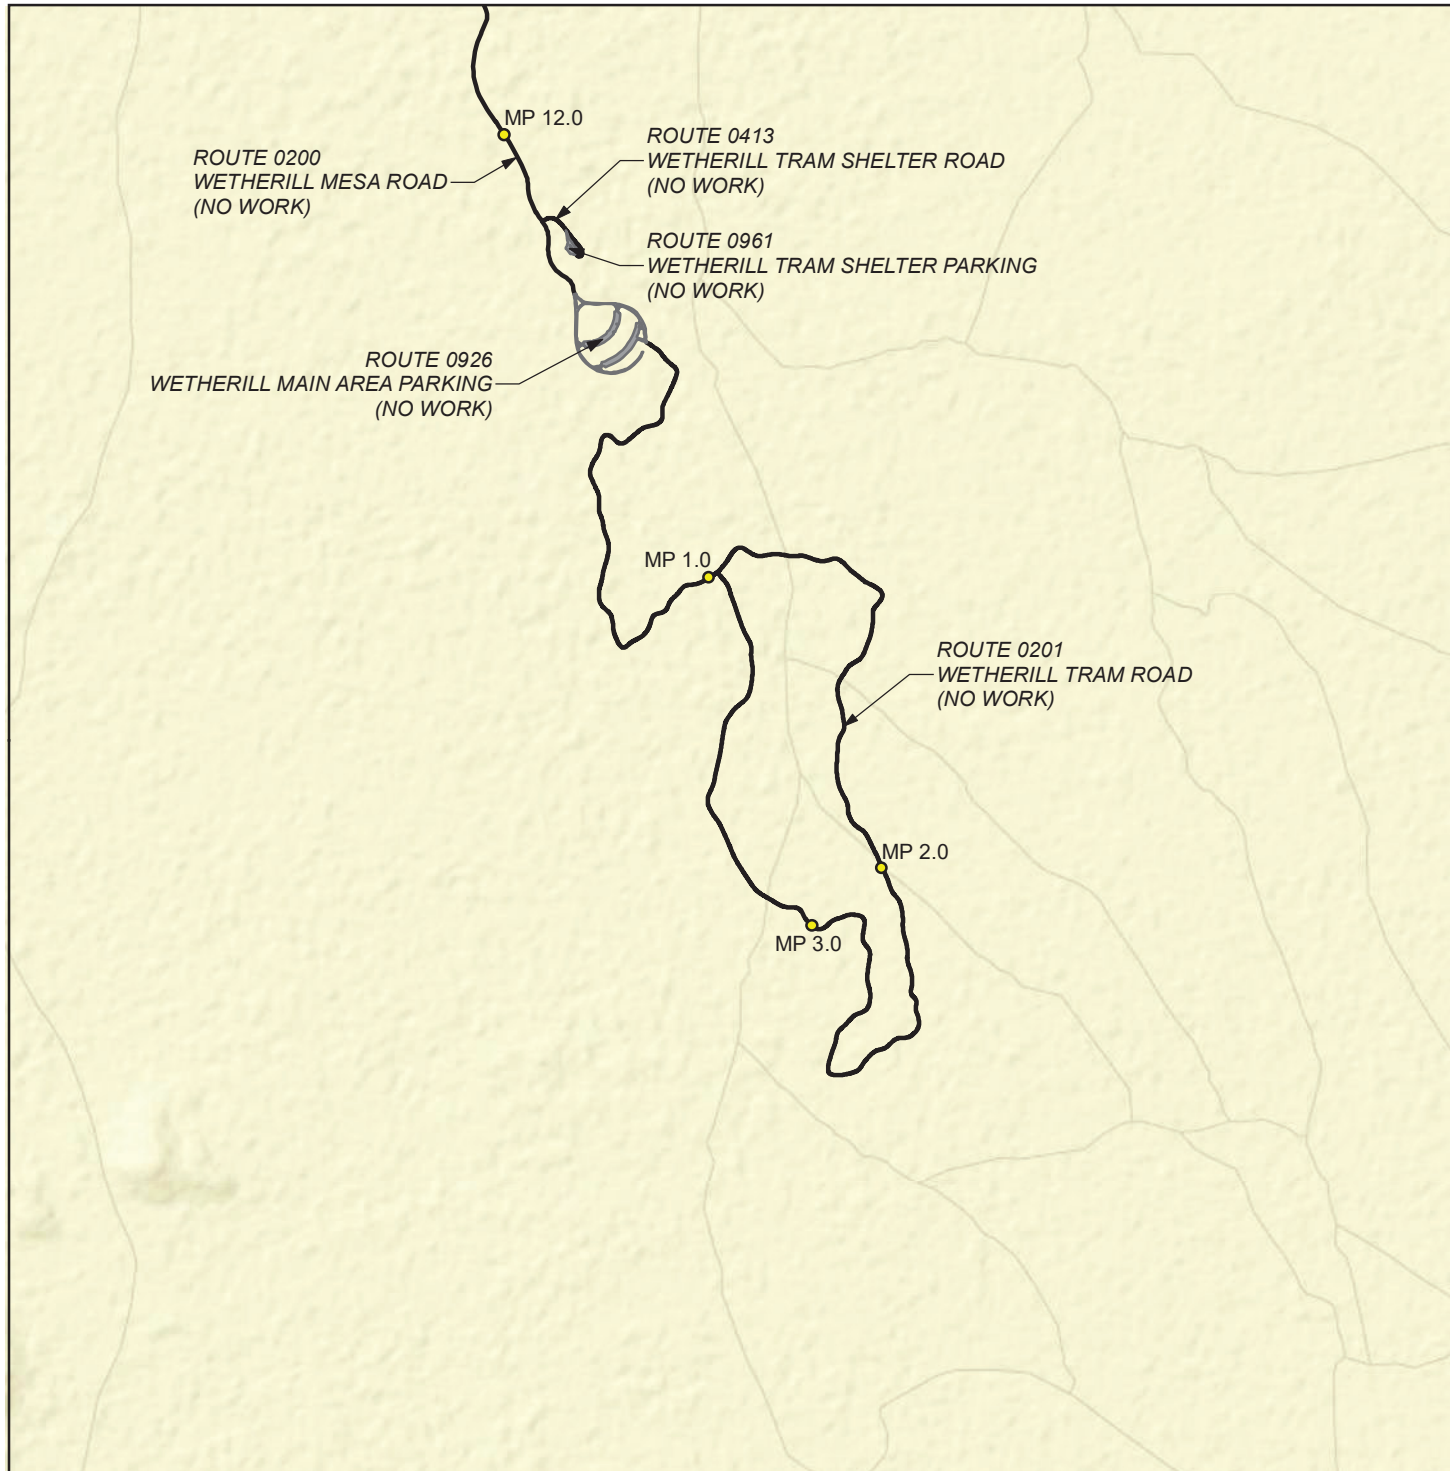 MP 12.0
ROUTE 0413
WETHERILL TRAM SHELTER ROAD
(NO WORK)
ROUTE 0200
WETHERILL MESA ROAD
(NO WORK)
ROUTE 0961
WETHERILL TRAM SHELTER PARKING
(NO WORK)
ROUTE 0926
WETHERILL MAIN AREA PARKING
(NO WORK)
MP 1.0
ROUTE 0201
WETHERILL TRAM ROAD
(NO WORK)
MP 2.0
MP 3.0